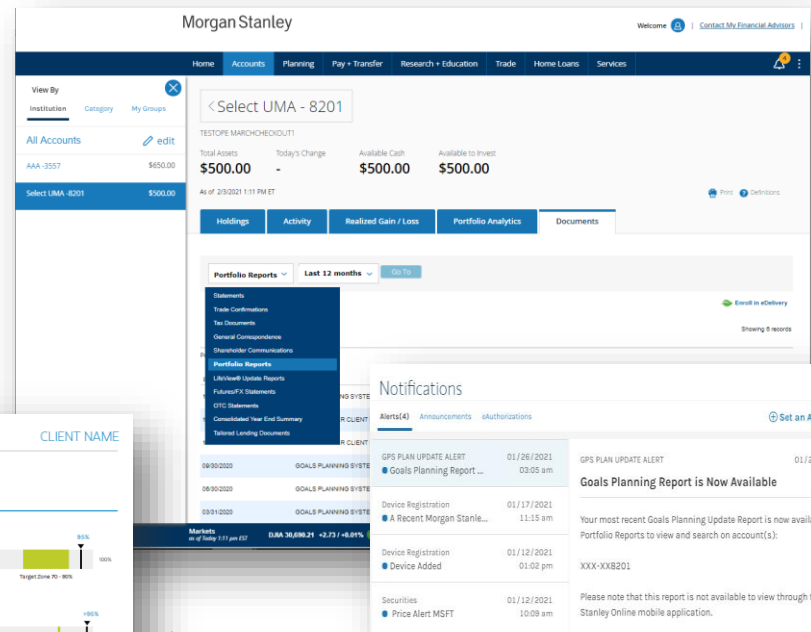 Morgan Stanley
Welcome Contact My Financial Advisors |
Home Accounts Planning Pay + Transfer Research + Education Trade Home Loans Services 4
View By
Institution Category My Groups
All Accounts edit
AAA -3557 $650.00
Select UMA -8201 $500.00
Select UMA - 8201
TESTOPE MARCHCHECKOUT1
Total Assets Today's Change Available Cash Available to Invest
$500.00 - $500.00 $500.00
As of 2/3/2021 1:11 PM ET
Print Definitions
Holdings Activity Realized Gain / Loss Portfolio Analytics Documents
Portfolio Reports Last 12 months Go To
Statements
Trade Confirmations
Tax Documents
General Correspondence
Shareholder Communications
Portfolio Reports
LifeView® Update Reports
Futures/FX Statements
OTC Statements
Consolidated Year End Summary
Tailored Lending Documents
Enroll in eDelivery
Showing 6 records
NG SYSTE
R CLIENT
R CLIENT
09/30/2020 GOALS PLANNING SYSTE
06/30/2020 GOALS PLANNING SYSTE
03/31/2020 GOALS PLANNING SYSTE
Markets
as of Today 1:11 pm EST
DJIA 30,690.21 +2.73 / +0.01%
Notifications
Alerts(4) Announcements eAuthorizations Set an A
GPS PLAN UPDATE ALERT 01/26/2021
Goals Planning Report ... 03:05 am
Device Registration 01/17/2021
A Recent Morgan Stanle... 11:15 am
Device Registration 01/12/2021
Device Added 01:02 pm
Securities 01/12/2021
Price Alert MSFT 10:09 am
GPS PLAN UPDATE ALERT 01/2
Goals Planning Report is Now Available
Your most recent Goals Planning Update Report is now avail
Portfolio Reports to view and search on account(s):
XXX-XX8201
Please note that this report is not available to view through t
Stanley Online mobile application.
CLIENT NAME
95%
100%
Target Zone 70 - 90%
>95%